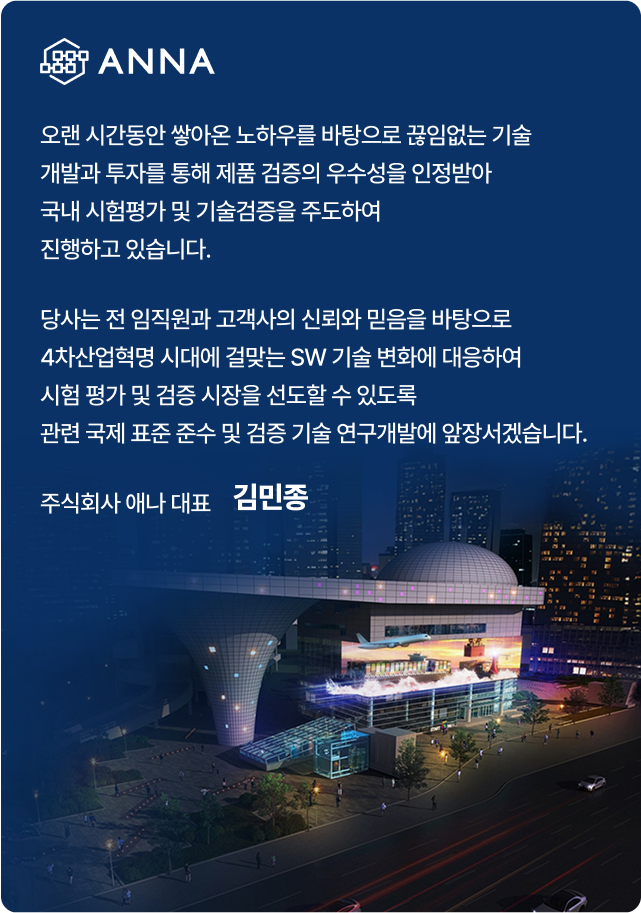 ANNA
오랜 시간동안 쌓아온 노하우를 바탕으로 끊임없는 기술
개발과 투자를 통해 제품 검증의 우수성을 인정받아
국내 시험평가 및 기술검증을 주도하여
진행하고 있습니다.
당사는 전 임직원과 고객사의 신뢰와 믿음을 바탕으로
4차산업혁명 시대에 걸맞는 SW 기술 변화에 대응하여
시험 평가 및 검증 시장을 선도할 수 있도록
관련 국제 표준 준수 및 검증 기술 연구개발에 앞장서겠습니다.
주식회사 애나 대표 김민종